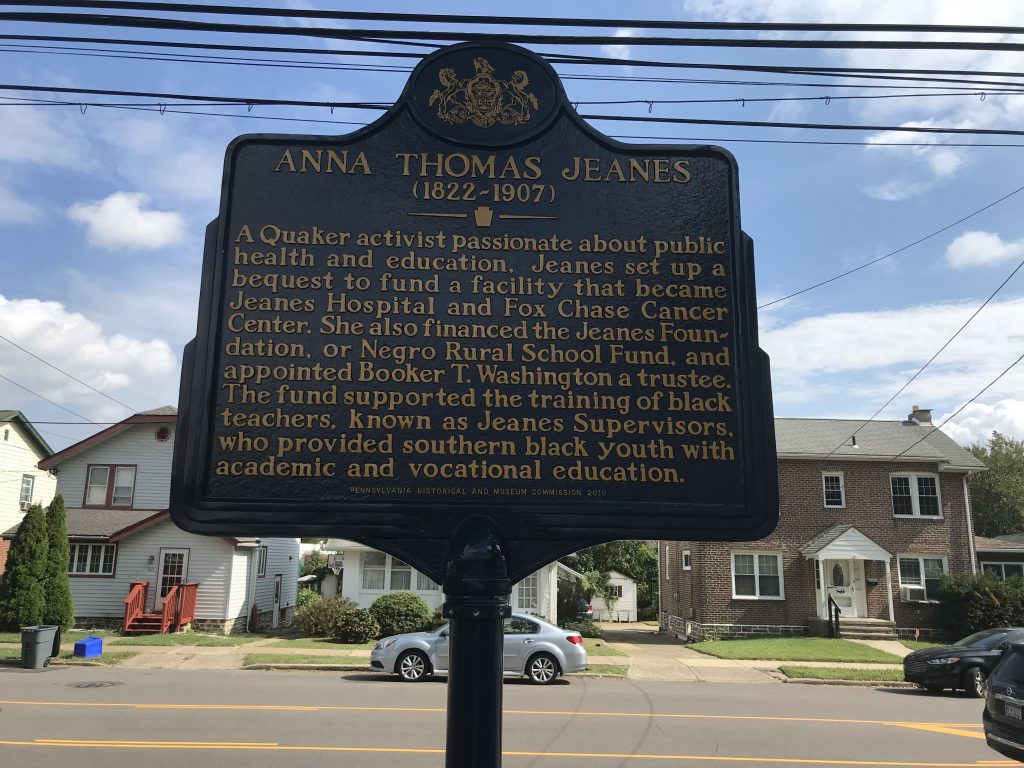 ANNA THOMAS JEANES
(1822-1907)
A Quaker activist passionate about public
health and education, Jeanes set up a
bequest to fund a facility that became
Jeanes Hospital and Fox Chase Cancer
Center. She also financed the Jeanes Foun-
dation, or Negro Rural School Fund, and
appointed Booker T. Washington a trustee.
The fund supported the training of black
teachers, known as Jeanes Supervisors,
who provided southern black youth with
academic and vocational education.
PENNSYLVANIA HISTORICAL AND MUSEUM COMMISSION 2019